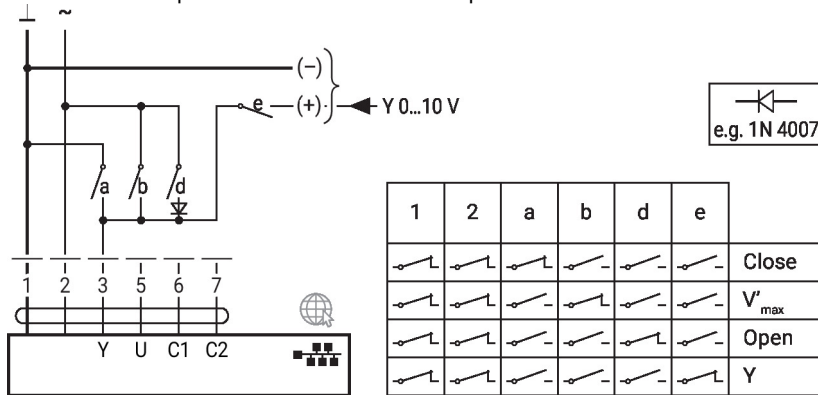 ⊥ ~
(–)
e (+) Y 0...10 V
e.g. 1N 4007
a b d
1 2 a b d e
Close
V'max
Open
Y
1 2 3 5 6 7
Y U C1 C2